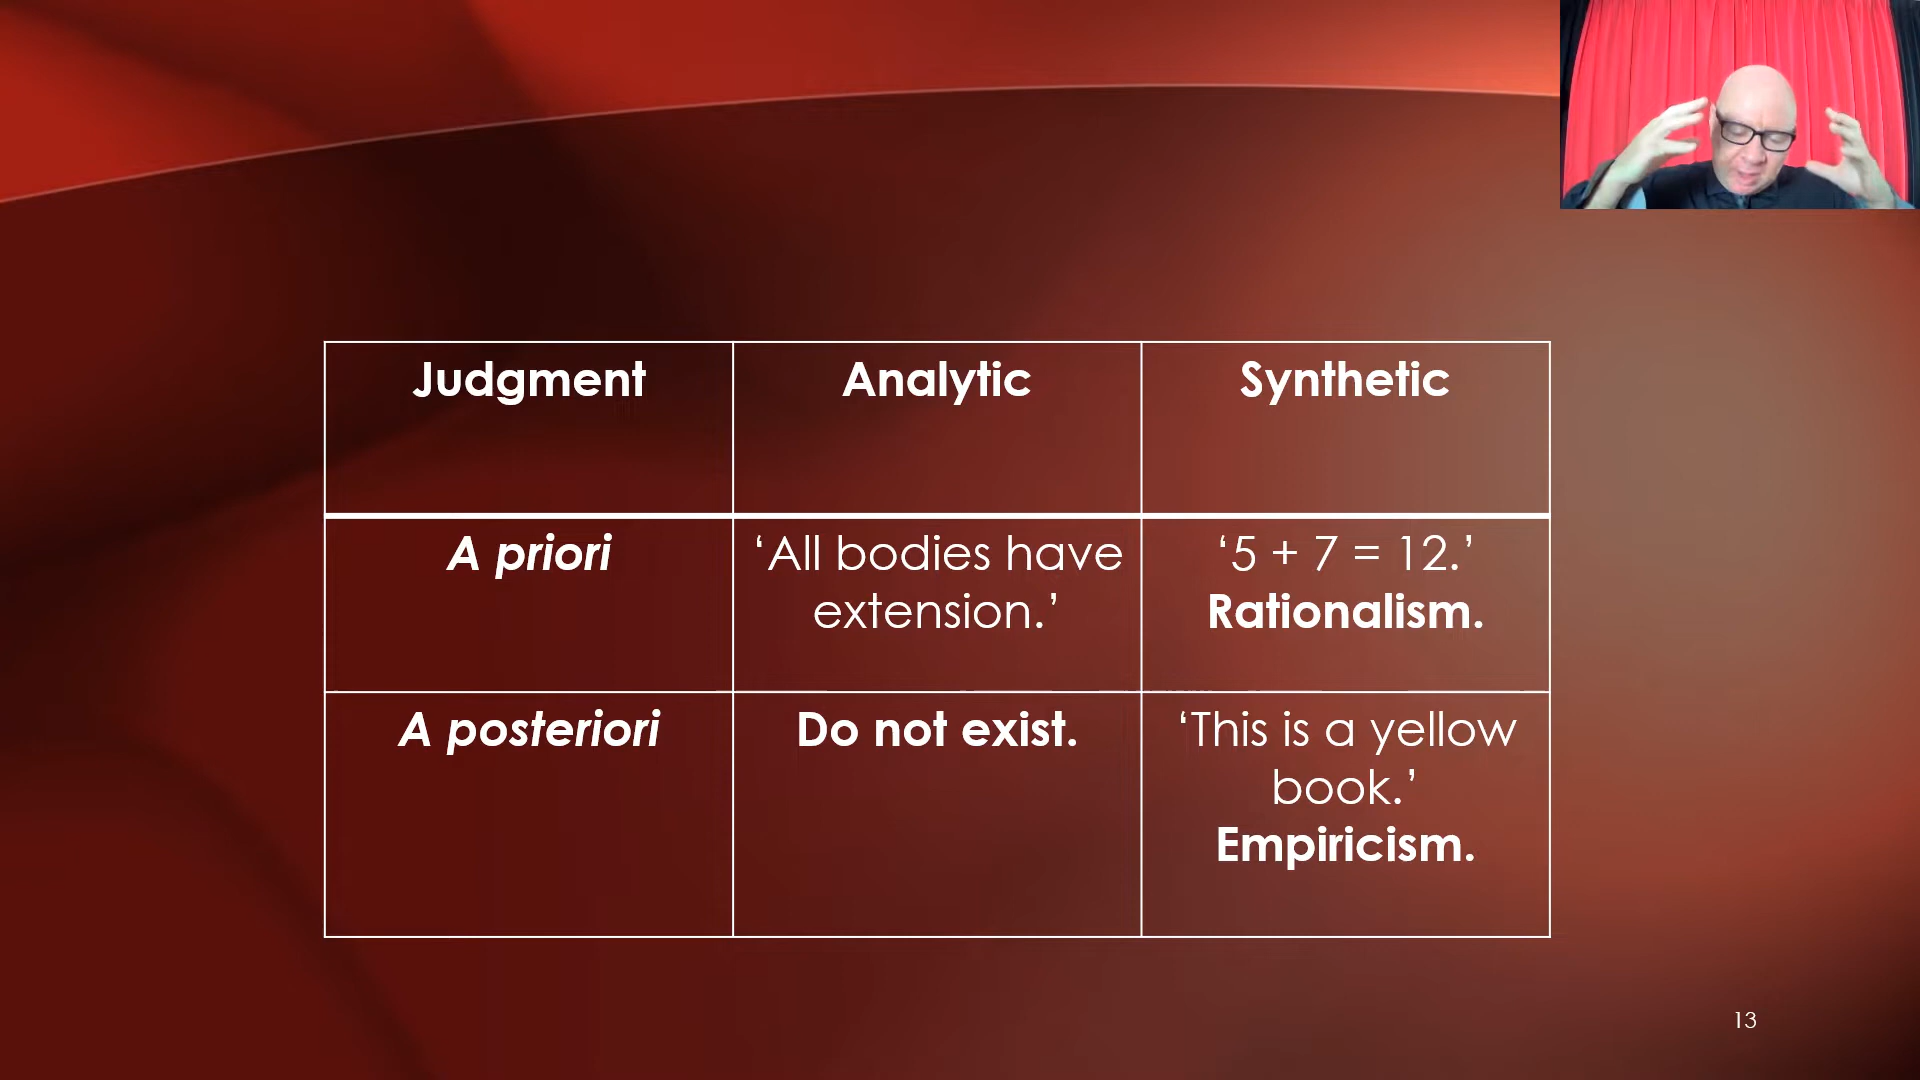 Judgment Analytic Synthetic
A priori ‘All bodies have ‘5 + 7 = 12.’
extension.’ Rationalism.
A posteriori Do not exist. ‘This is a yellow
book.’
Empiricism.
13